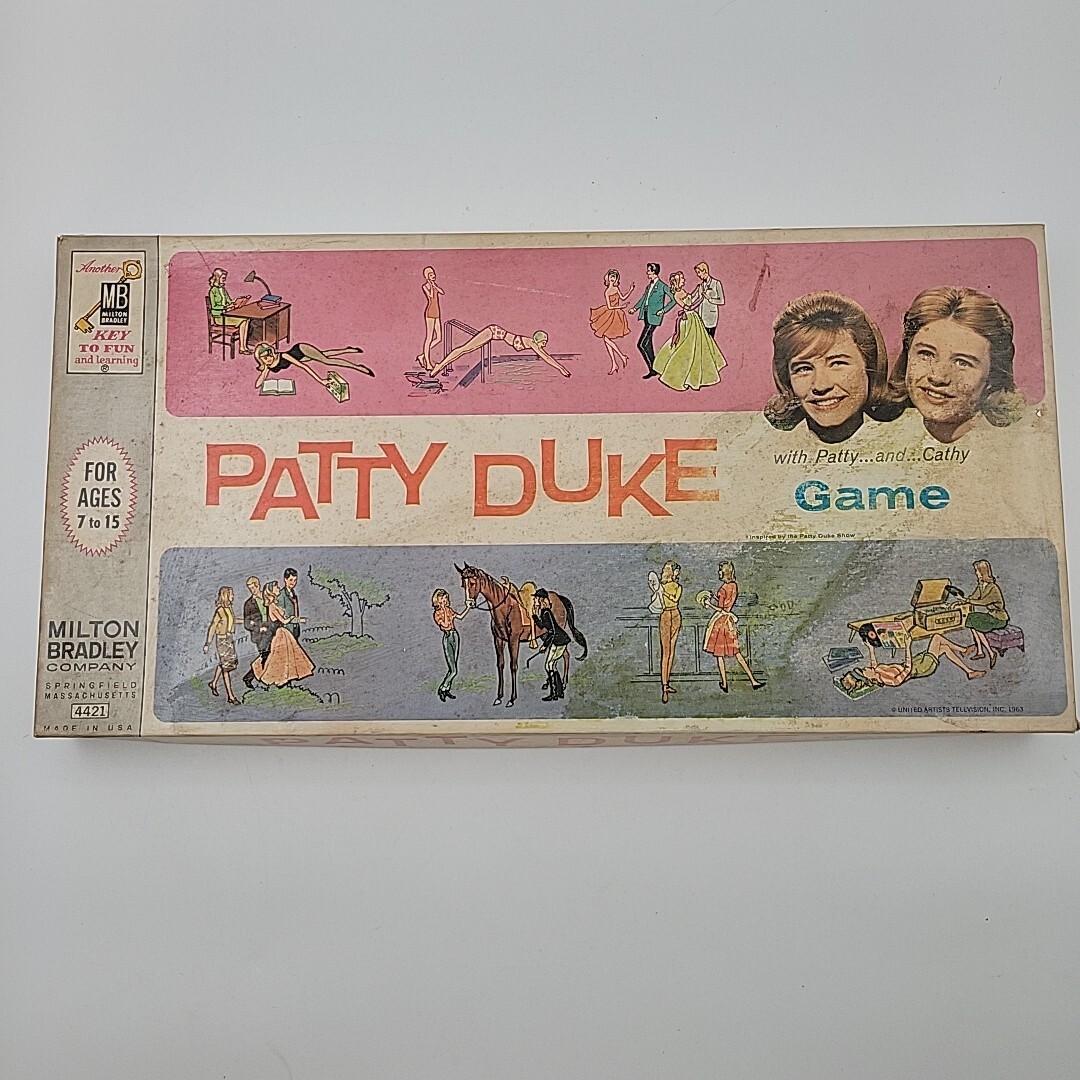 Another
MB
MILTON
BRADLEY
KEY
TO FUN
and learning
®
FOR
AGES
7 to 15
MILTON
BRADLEY
COMPANY
SPRINGFIELD
MASSACHUSETTS
4421
MADE IN USA
PATTY DUKE
with Patty...and...Cathy
Game
Inspired by the Patty Duke Show
© UNITED ARTISTS TELEVISION, INC. 1963
PATTY DUKE